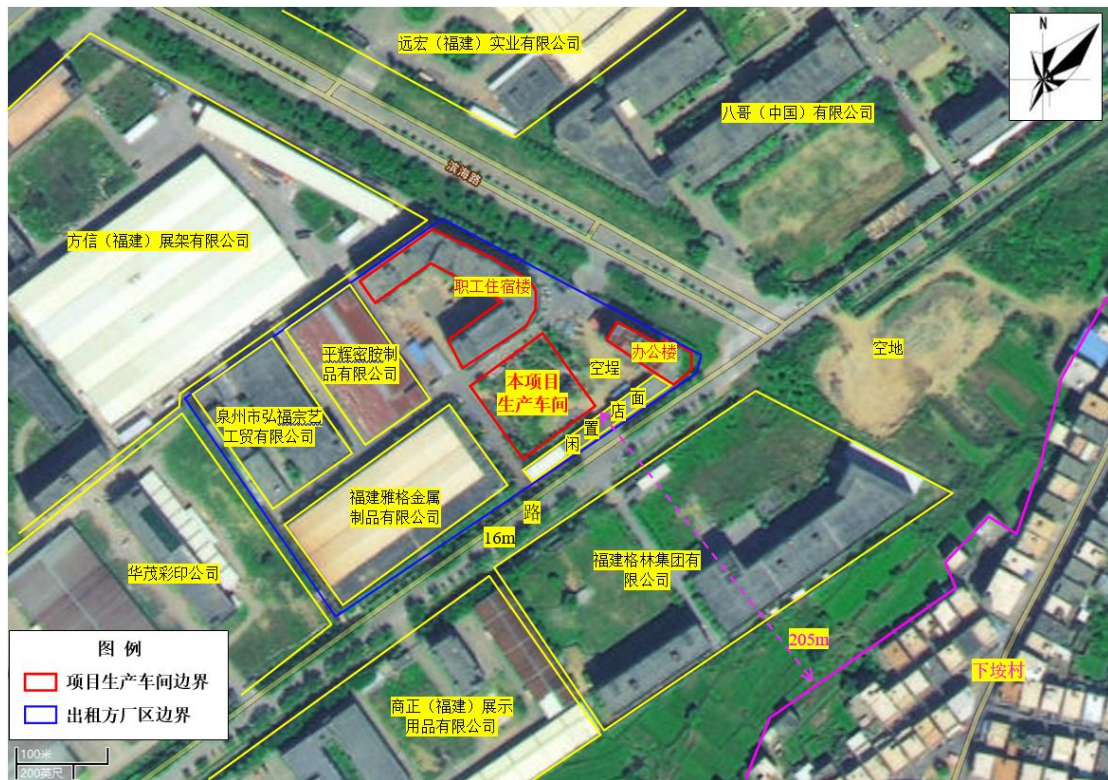 远宏（福建）实业有限公司
N
八哥（中国）有限公司
滨海路
方信（福建）展架有限公司
职工住宿楼
平辉蜜胺制
品有限公司
办公楼
空地
空埕
本项目
生产车间
闲置店面
泉州市弘福宗艺
工贸有限公司
福建雅格金属
制品有限公司
路
16m
福建格林集团有
限公司
华茂彩印公司
205m
下垵村
商正（福建）展示
用品有限公司
图 例
项目生产车间边界
出租方厂区边界
100米
200英尺